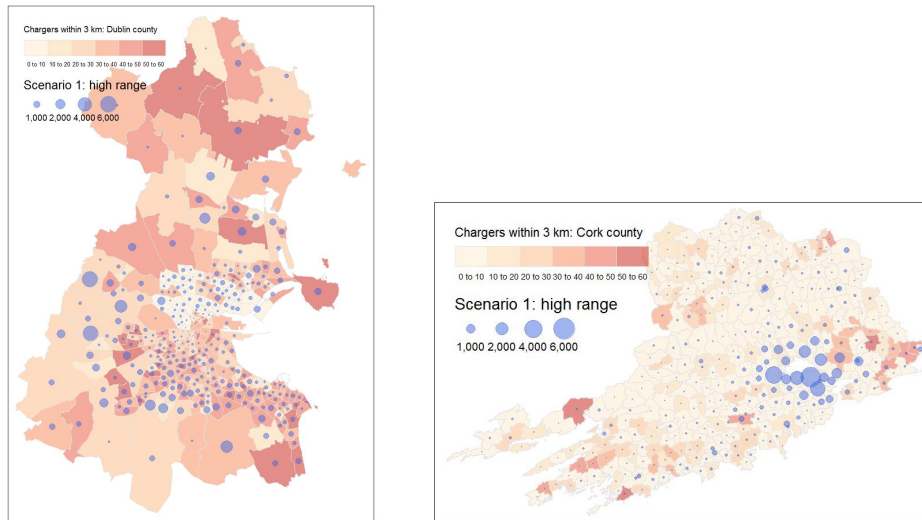 Chargers within 3 km: Dublin county
0 to 10 10 to 20 20 to 30 30 to 40 40 to 50 50 to 60
Scenario 1: high range
1,000 2,000 4,000 6,000
Chargers within 3 km: Cork county
0 to 10 10 to 20 20 to 30 30 to 40 40 to 50 50 to 60
Scenario 1: high range
1,000 2,000 4,000 6,000